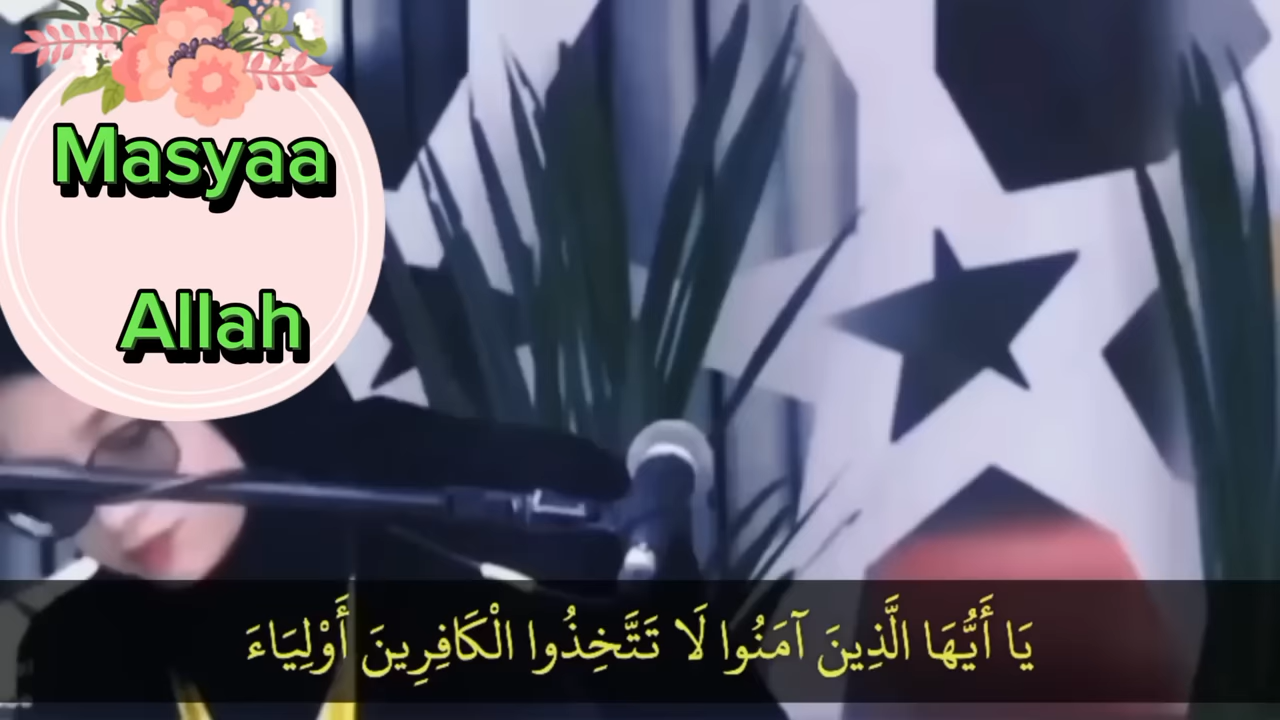 Masyaa
Allah
يَا أَيُّهَا الَّذِينَ آمَنُوا لَا تَتَّخِذُوا الْكَافِرِينَ أَوْلِيَاءَ